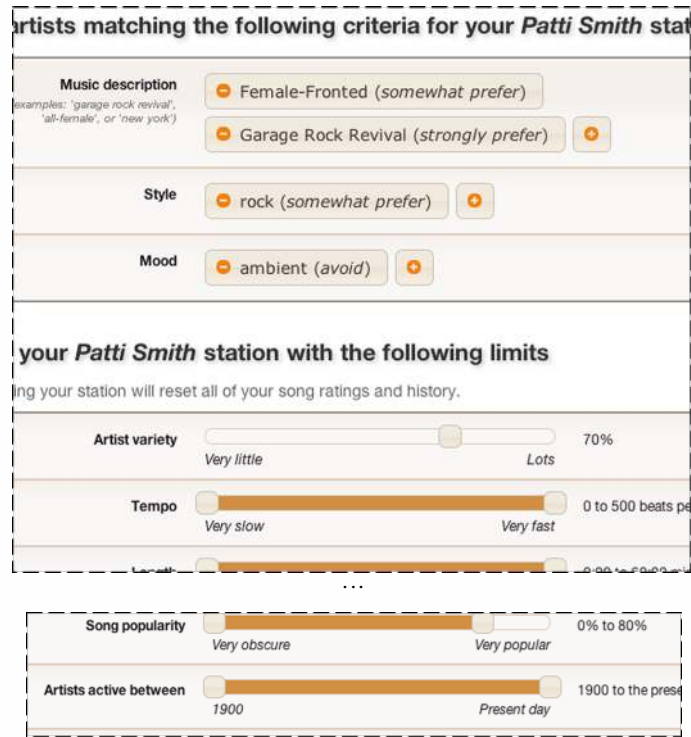 artists matching the following criteria for your Patti Smith stat
Music description
examples: 'garage rock revival',
'all-female', or 'new york')
Female-Fronted (somewhat prefer)
Garage Rock Revival (strongly prefer)
Style
rock (somewhat prefer)
Mood
ambient (avoid)
your Patti Smith station with the following limits
ing your station will reset all of your song ratings and history.
Artist variety
70%
Very little
Lots
Tempo
0 to 500 beats pe
Very slow
Very fast
...
Song popularity
0% to 80%
Very obscure
Very popular
Artists active between
1900 to the prese
1900
Present day